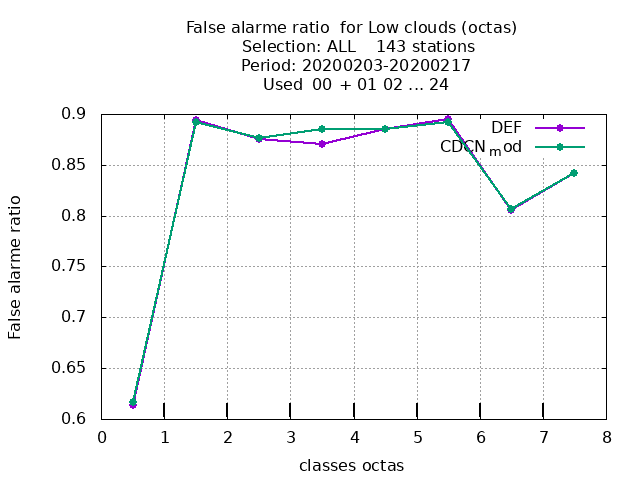 False alarme ratio  for Low clouds (octas)
Selection: ALL    143 stations
Period: 20200203-20200217
Used  00 + 01 02 ... 24
0.9
0.85
0.8
0.75
0.7
0.65
0.6
False alarme ratio
DEF
CDCN_mod
0 1 2 3 4 5 6 7 8
classes octas